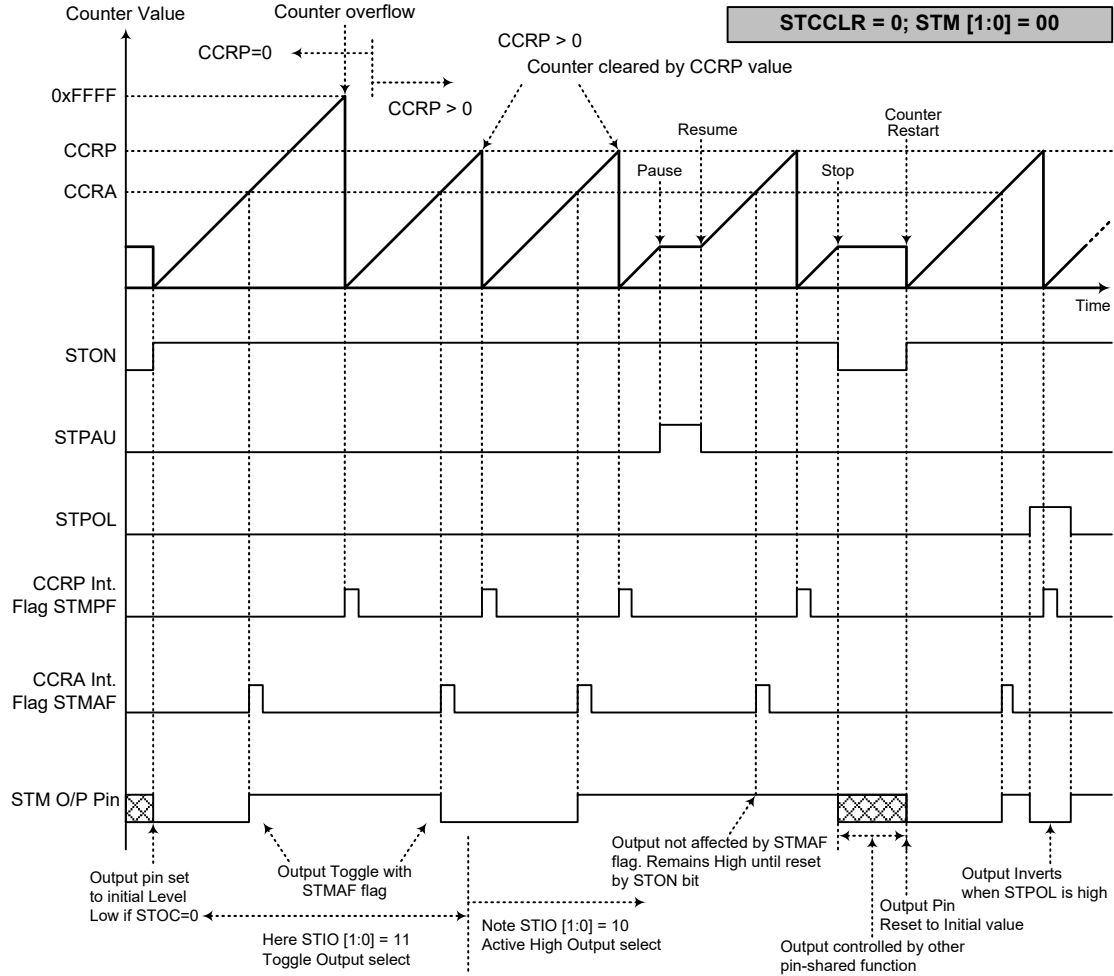 Counter Value
Counter overflow
STCCLR = 0; STM [1:0] = 00
CCRP=0
CCRP > 0
CCRP > 0
Counter cleared by CCRP value
0xFFFF
CCRP
CCRA
Resume
Pause
Stop
Counter
Restart
Time
STON
STPAU
STPOL
CCRP Int.
Flag STMPF
CCRA Int.
Flag STMAF
STM O/P Pin
Output pin set
to initial Level
Low if STOC=0
Output Toggle with
STMAF flag
Here STIO [1:0] = 11
Toggle Output select
Output not affected by STMAF
flag. Remains High until reset
by STON bit
Note STIO [1:0] = 10
Active High Output select
Output Inverts
when STPOL is high
Output Pin
Reset to Initial value
Output controlled by other
pin-shared function